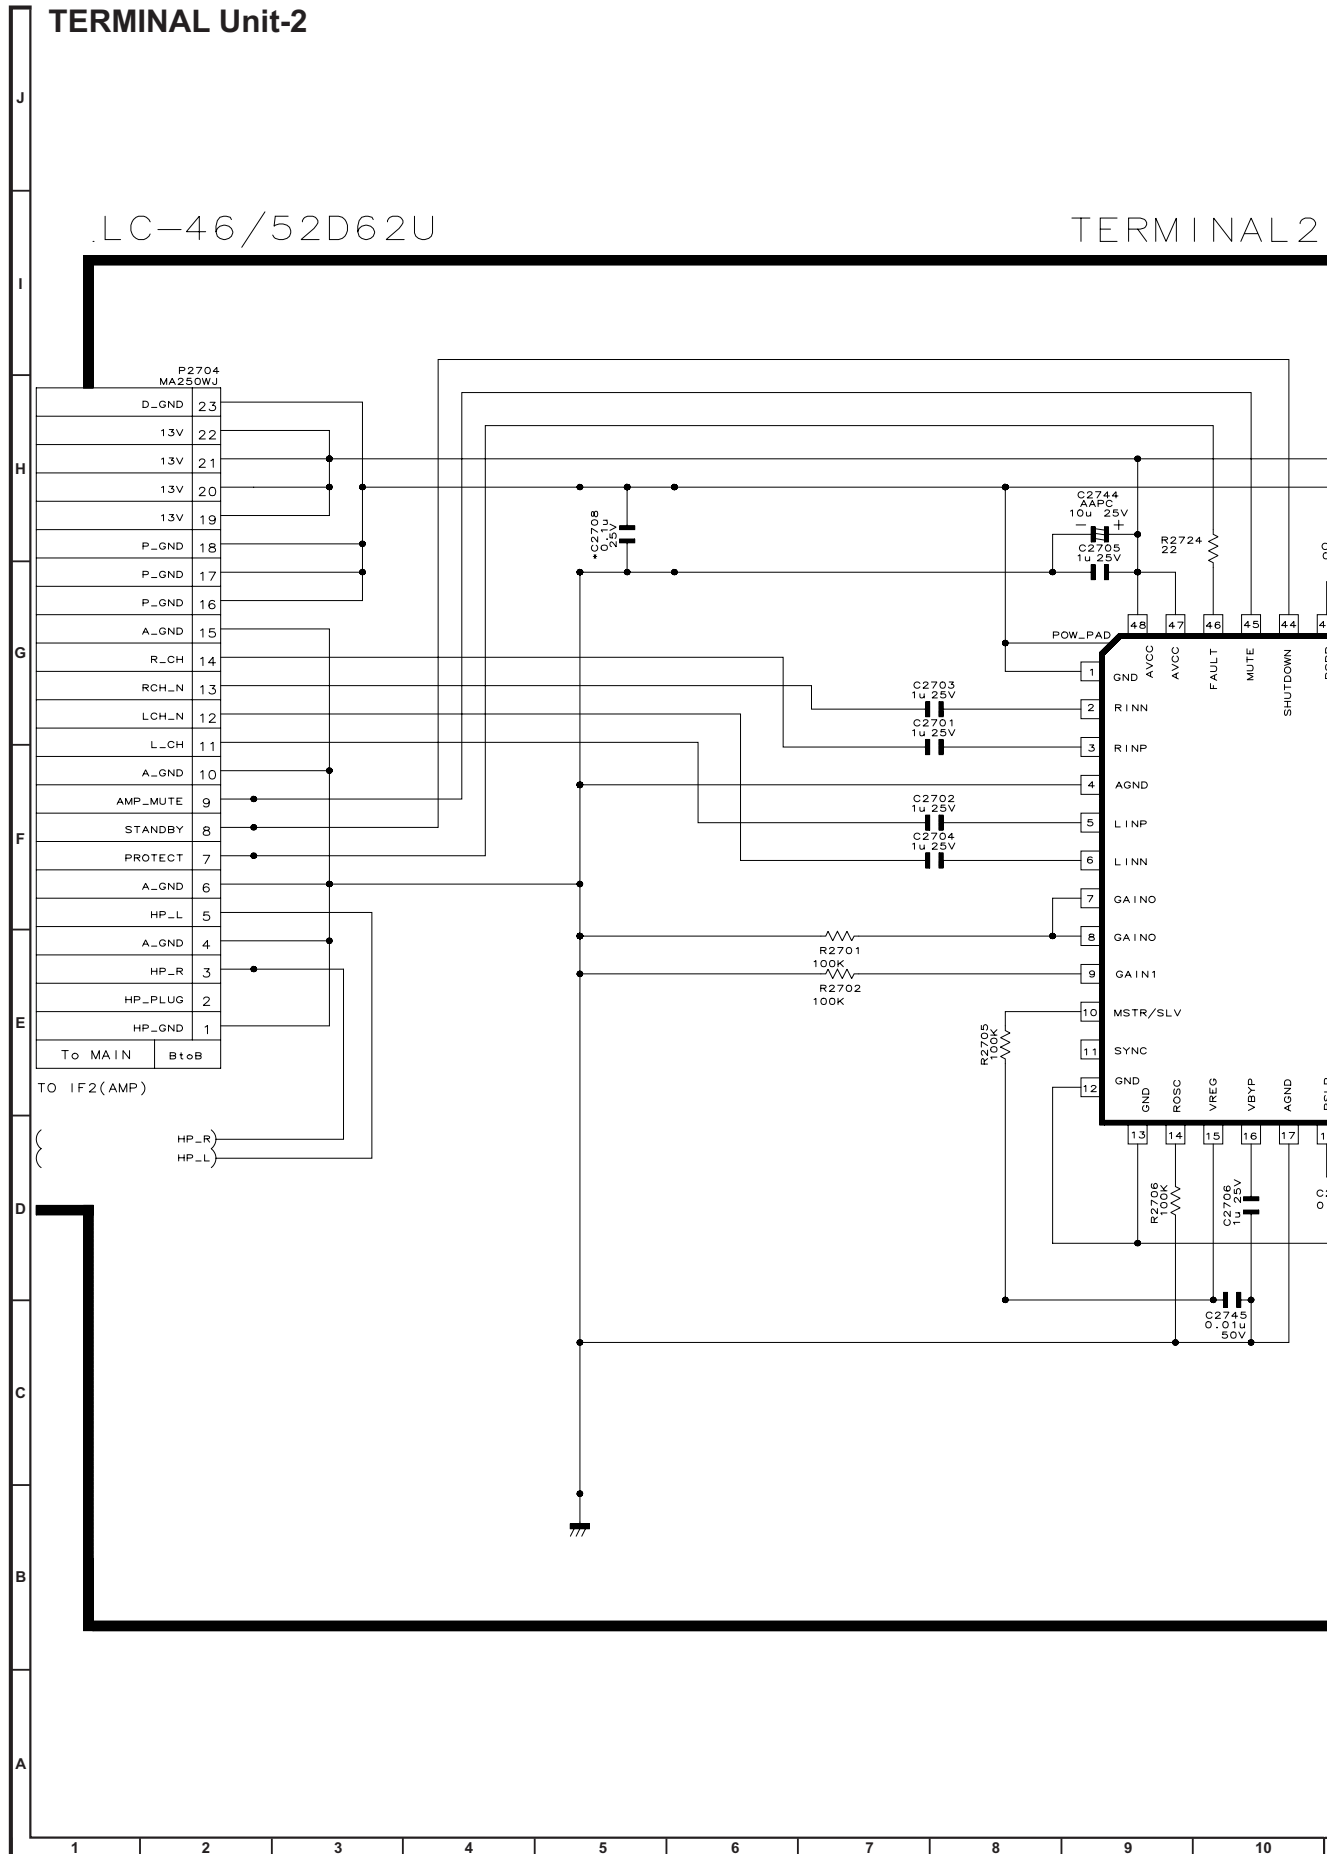 TERMINAL Unit-2
J
.LC-46/52D62U
TERMINAL2
I
P2704
MA250WJ
D_GND 23
13V 22
13V 21
H
13V 20
13V 19
P_GND 18
P_GND 17
P_GND 16
A_GND 15
G
R_CH 14
RCH_N 13
LCH_N 12
L_CH 11
A_GND 10
AMP_MUTE 9
F
STANDBY 8
PROTECT 7
A_GND 6
HP_L 5
A_GND 4
HP_R 3
HP_PLUG 2
E
HP_GND 1
To MAIN BtoB
TO IF2(AMP)
( HP_R)
( HP_L)
*C2708
0.1u
25V
C2744
AAPC
10u 25V
- +
C2705
1u 25V
R2724
22
48 47 46 45 44
POW_PAD
AVCC
AVCC
FAULT
MUTE
SHUTDOWN
1 GND
C2703
1u 25V
2 RINN
C2701
1u 25V
3 RINP
4 AGND
C2702
1u 25V
5 LINP
C2704
1u 25V
6 LINN
7 GAIN0
8 GAIN0
R2701
100K
9 GAIN1
R2702
100K
10 MSTR/SLV
R2705
100K
11 SYNC
12 GND
GND
ROSC
VREG
VBYP
AGND
13 14 15 16 17
R2706
100K
C2706
1u 25V
C2745
0.01u
50V
D
C
B
A
1 2 3 4 5 6 7 8 9 10